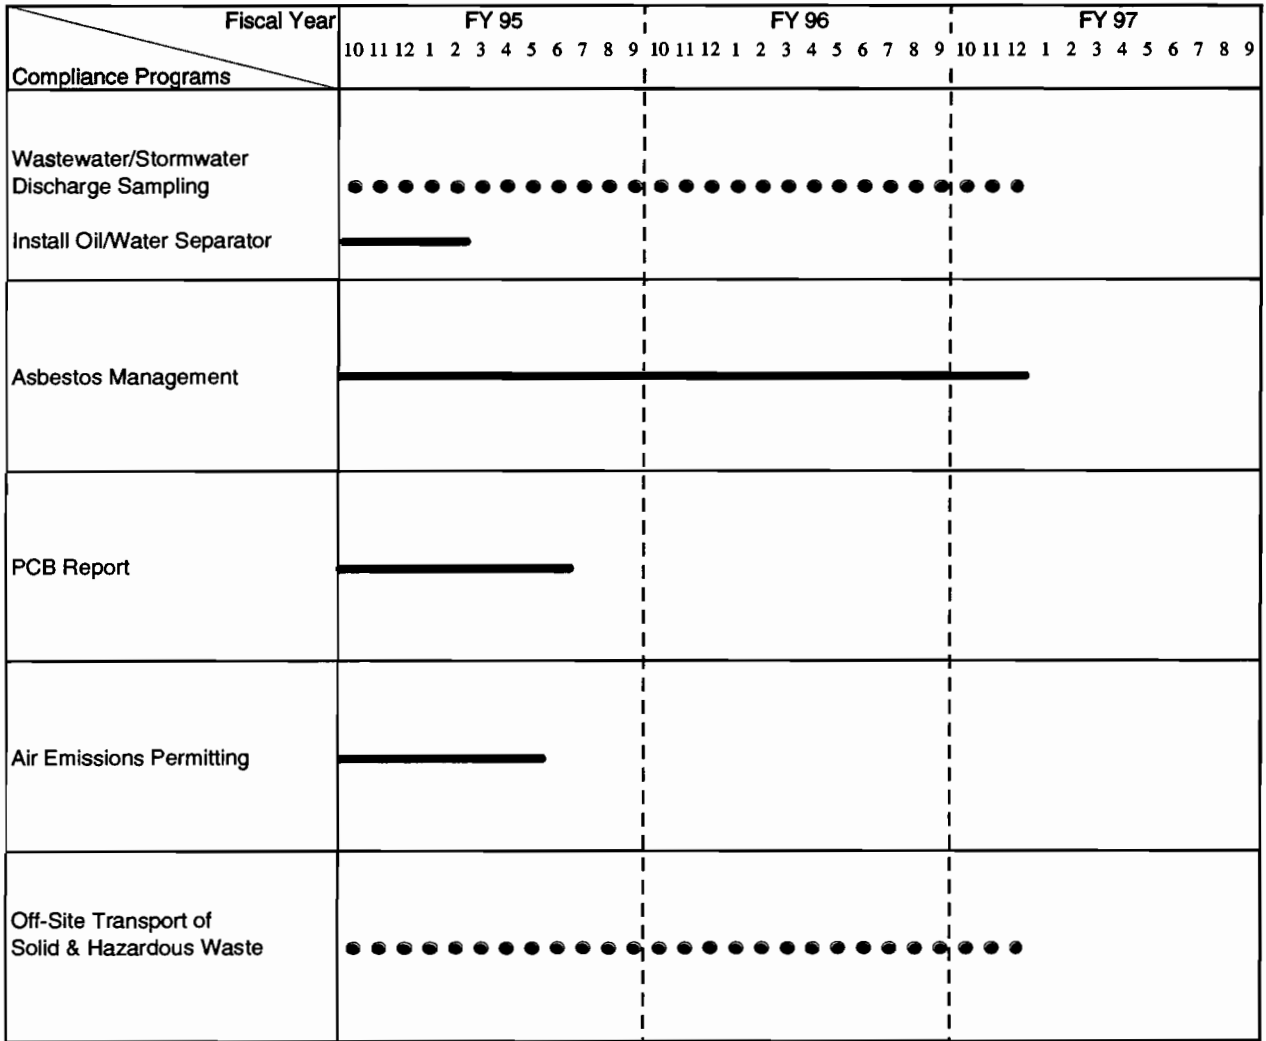 Fiscal Year
FY 95 FY 96 FY 97
10 11 12 1 2 3 4 5 6 7 8 9 10 11 12 1 2 3 4 5 6 7 8 9 10 11 12 1 2 3 4 5 6 7 8 9
Compliance Programs
Wastewater/Stormwater
Discharge Sampling
Install Oil/Water Separator
Asbestos Management
PCB Report
Air Emissions Permitting
Off-Site Transport of
Solid & Hazardous Waste